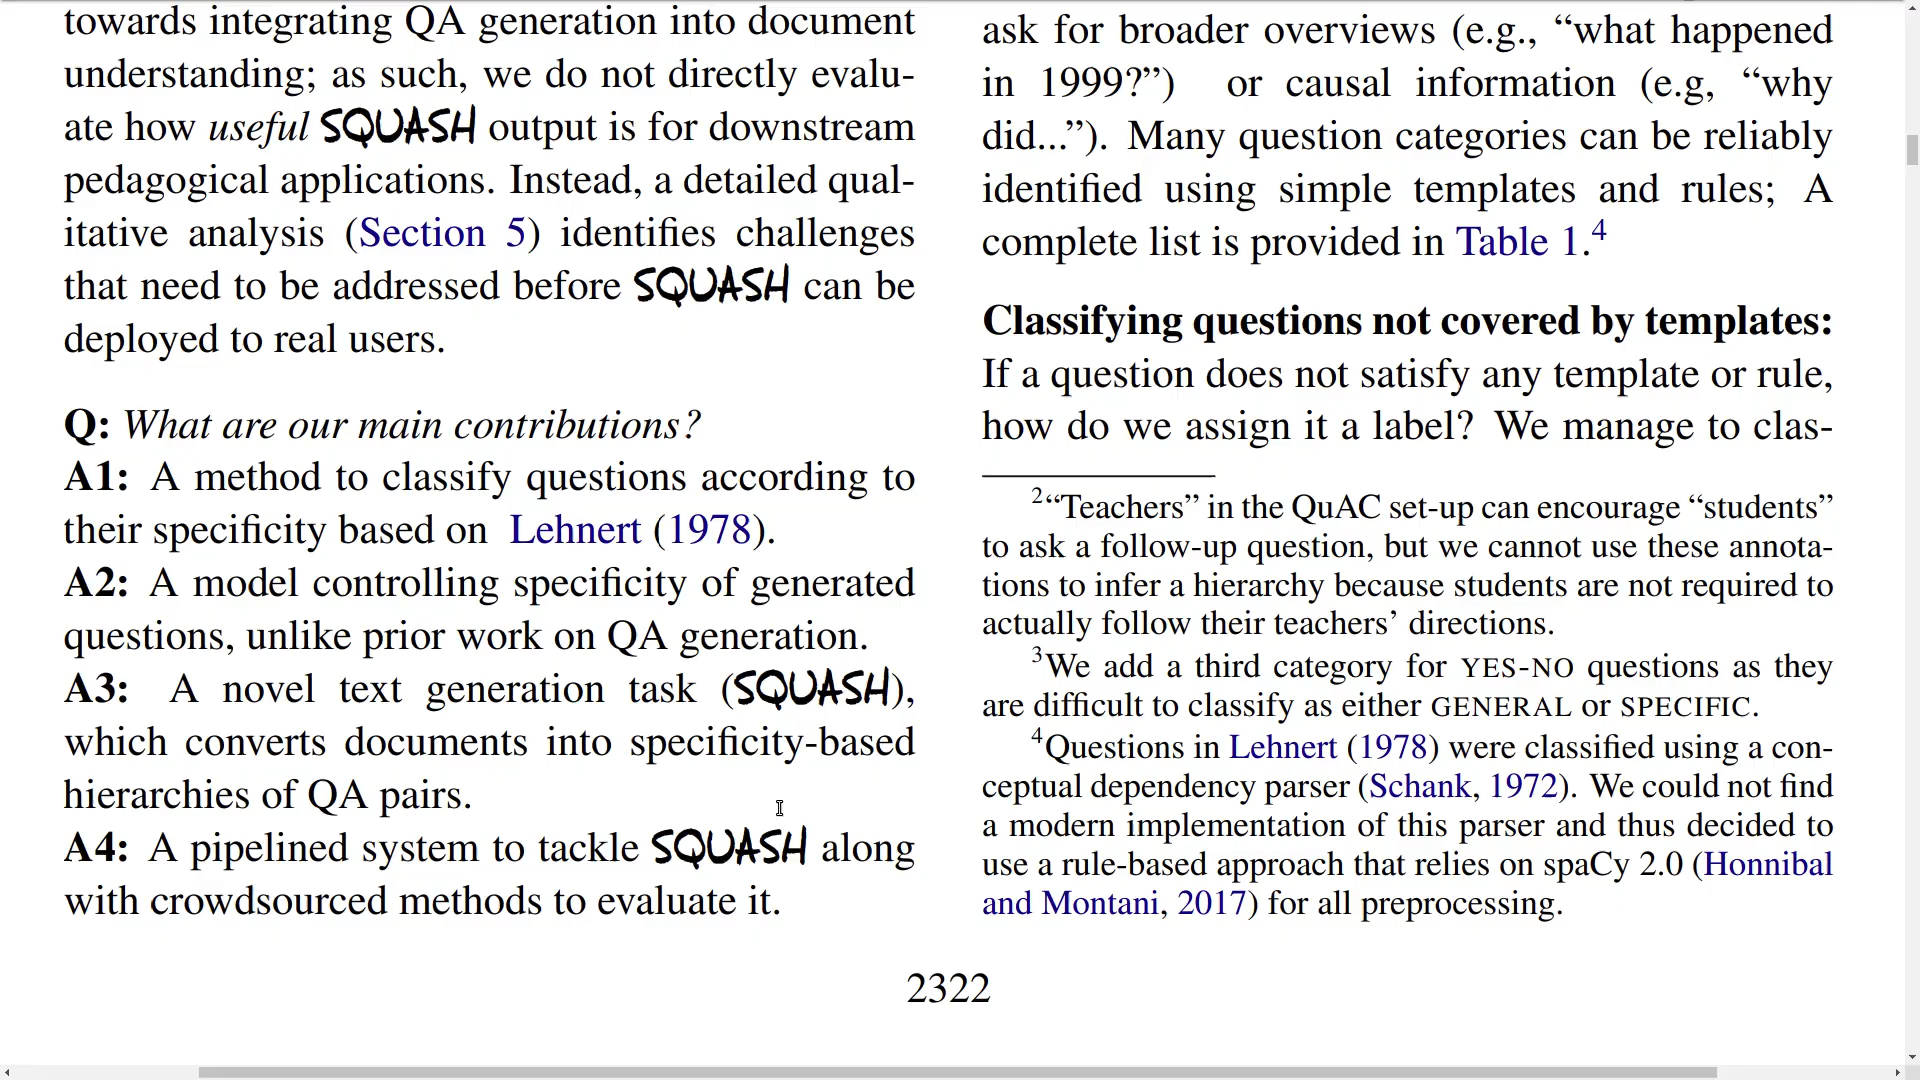 towards integrating QA generation into document
understanding; as such, we do not directly evalu-
ate how useful SQUASH output is for downstream
pedagogical applications. Instead, a detailed qual-
itative analysis (Section 5) identifies challenges
that need to be addressed before SQUASH can be
deployed to real users.
Q: What are our main contributions?
A1: A method to classify questions according to
their specificity based on Lehnert (1978).
A2: A model controlling specificity of generated
questions, unlike prior work on QA generation.
A3: A novel text generation task (SQUASH),
which converts documents into specificity-based
hierarchies of QA pairs.
A4: A pipelined system to tackle SQUASH along
with crowdsourced methods to evaluate it.
ask for broader overviews (e.g., “what happened
in 1999?”) or causal information (e.g, “why
did...”). Many question categories can be reliably
identified using simple templates and rules; A
complete list is provided in Table 1.4
Classifying questions not covered by templates:
If a question does not satisfy any template or rule,
how do we assign it a label? We manage to clas-
2“Teachers” in the QuAC set-up can encourage “students”
to ask a follow-up question, but we cannot use these annota-
tions to infer a hierarchy because students are not required to
actually follow their teachers’ directions.
3We add a third category for YES-NO questions as they
are difficult to classify as either GENERAL or SPECIFIC.
4Questions in Lehnert (1978) were classified using a con-
ceptual dependency parser (Schank, 1972). We could not find
a modern implementation of this parser and thus decided to
use a rule-based approach that relies on spaCy 2.0 (Honnibal
and Montani, 2017) for all preprocessing.
2322